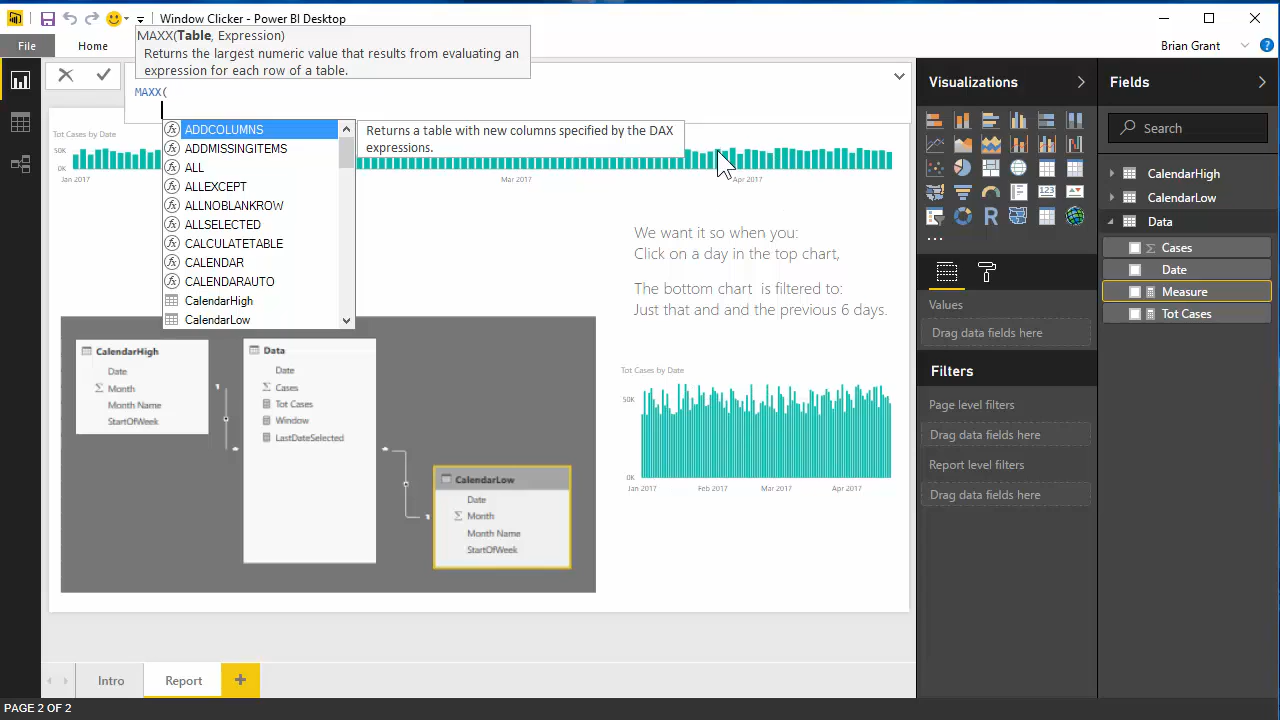 Window Clicker - Power BI Desktop
File
Home
Brian Grant
MAXX(Table, Expression)
Returns the largest numeric value that results from evaluating an
expression for each row of a table.
MAXX(
ADDCOLUMNS
ADDMISSINGITEMS
ALL
ALLEXCEPT
ALLNOBLANKROW
ALLSELECTED
CALCULATETABLE
CALENDAR
CALENDARAUTO
CalendarHigh
CalendarLow
Returns a table with new columns specified by the DAX
expressions.
Tot Cases by Date
50K
0K
Jan 2017
Mar 2017
Apr 2017
We want it so when you:
Click on a day in the top chart,
The bottom chart is filtered to:
Just that and and the previous 6 days.
CalendarHigh
Date
Month
Month Name
StartOfWeek
Data
Date
Cases
Tot Cases
Window
LastDateSelected
CalendarLow
Date
Month
Month Name
StartOfWeek
Tot Cases by Date
50K
0K
Jan 2017
Feb 2017
Mar 2017
Apr 2017
Visualizations
R
Values
Drag data fields here
Filters
Page level filters
Drag data fields here
Report level filters
Drag data fields here
Fields
Search
CalendarHigh
CalendarLow
Data
Cases
Date
Measure
Tot Cases
Intro
Report
PAGE 2 OF 2